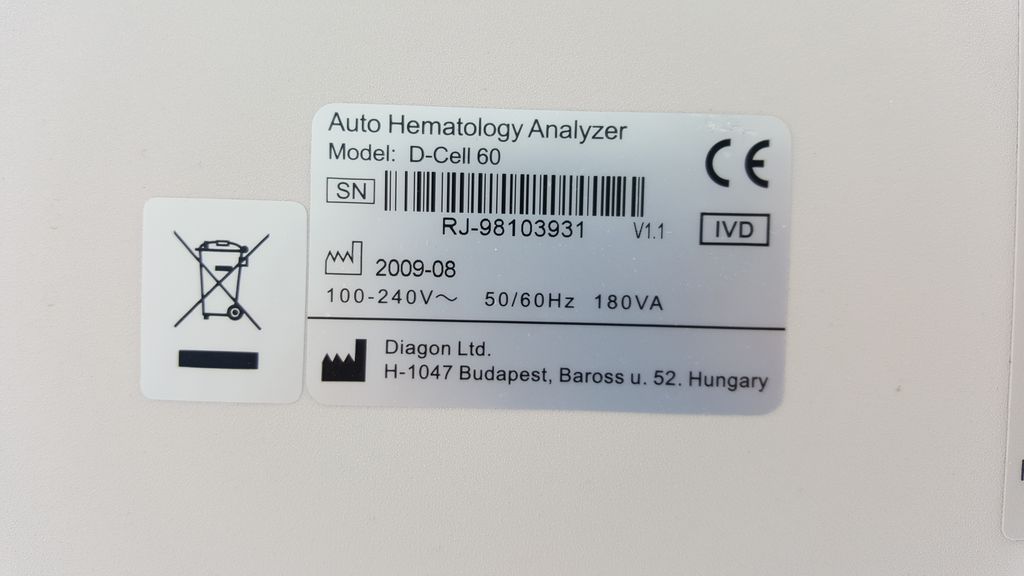 Auto Hematology Analyzer
Model: D-Cell 60
CE
SN
RJ-98103931 V1.1
IVD
2009-08
100-240V～ 50/60Hz 180VA
Diagon Ltd.
H-1047 Budapest, Baross u. 52. Hungary